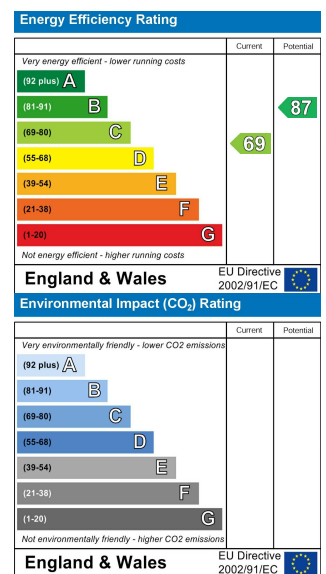 Energy Efficiency Rating
Current Potential
Very energy efficient - lower running costs
(92 plus) A
(81-91) B
87
(69-80) C
69
(55-68) D
(39-54) E
(21-38) F
(1-20) G
Not energy efficient - higher running costs
England & Wales
EU Directive
2002/91/EC
Environmental Impact (CO₂) Rating
Current Potential
Very environmentally friendly - lower CO2 emissions
(92 plus) A
(81-91) B
(69-80) C
(55-68) D
(39-54) E
(21-38) F
(1-20) G
Not environmentally friendly - higher CO2 emissions
England & Wales
EU Directive
2002/91/EC